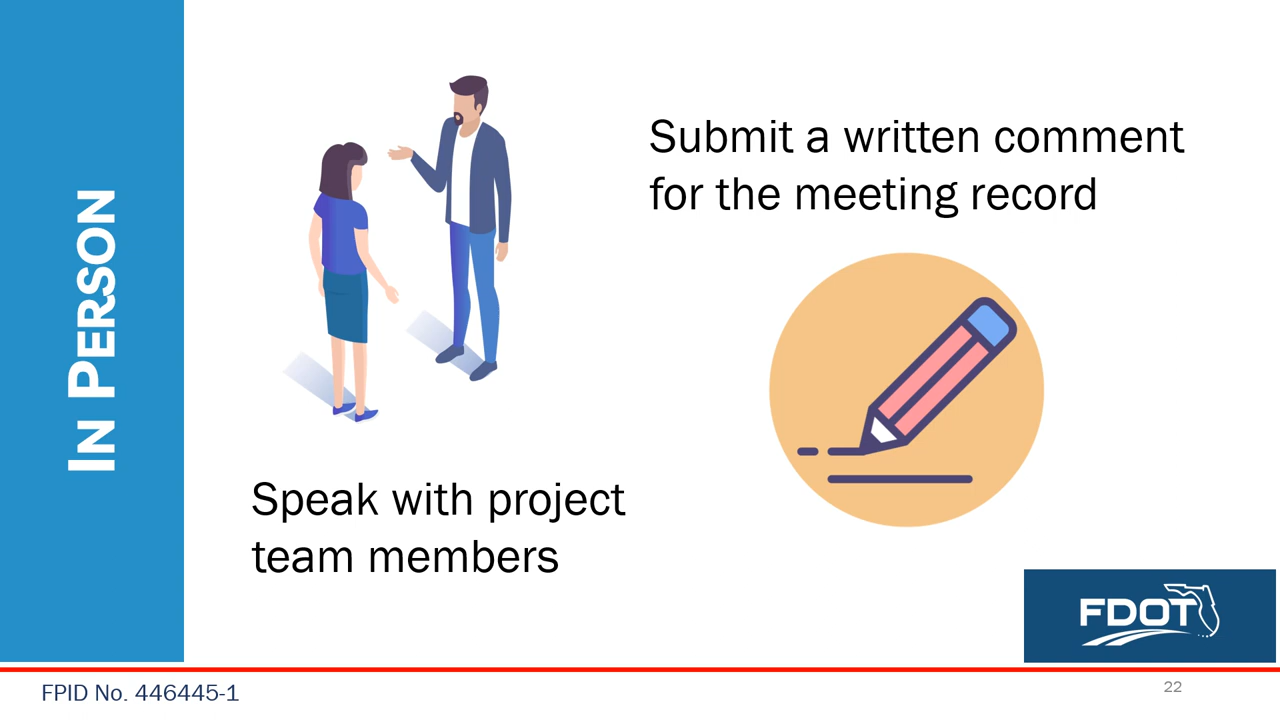 IN PERSON
Submit a written comment
for the meeting record
Speak with project
team members
FDOT
FPID No. 446445-1
22